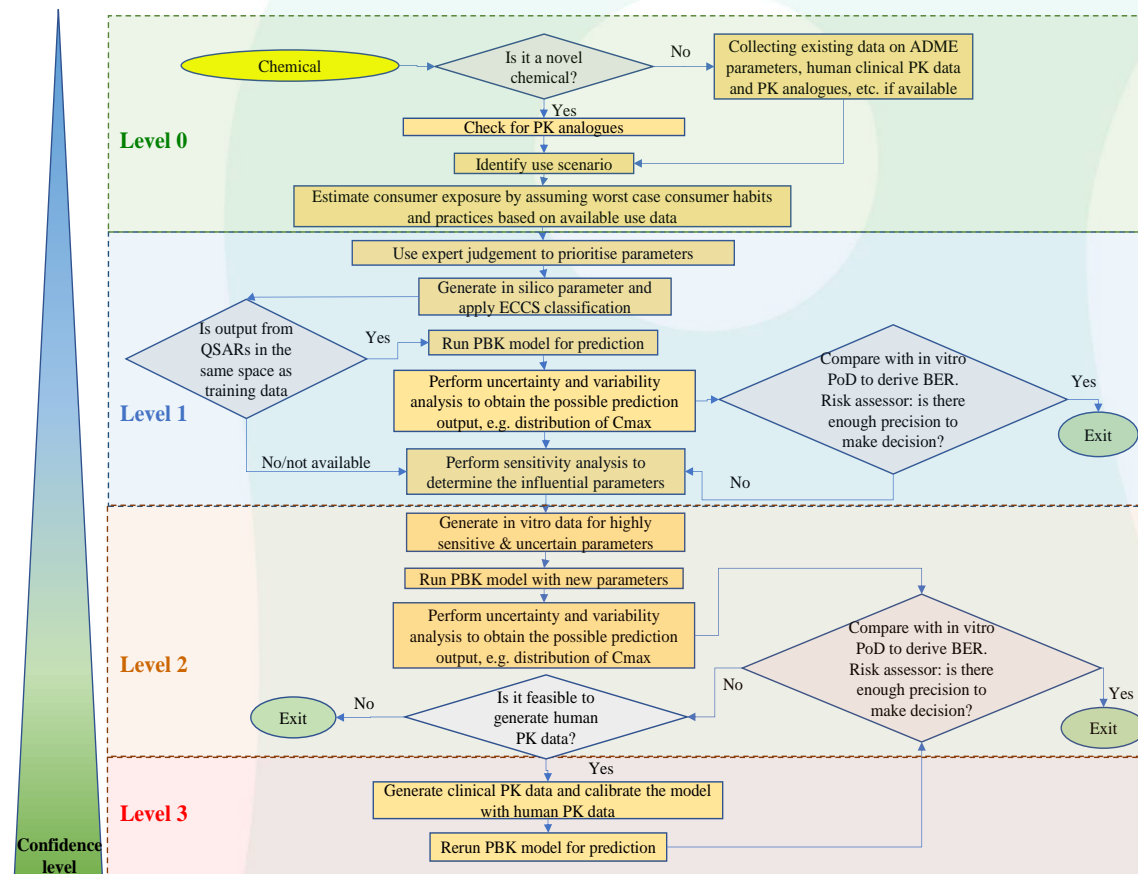 Chemical
Is it a novel
chemical?
No
Collecting existing data on ADME
parameters, human clinical PK data
and PK analogues, etc. if available
Yes
Check for PK analogues
Level 0
Identify use scenario
Estimate consumer exposure by assuming worst case consumer habits
and practices based on available use data
Use expert judgement to prioritise parameters
Generate in silico parameter and
apply ECCS classification
Is output from
QSARs in the
same space as
training data
Yes
Run PBK model for prediction
Perform uncertainty and variability
analysis to obtain the possible prediction
output, e.g. distribution of Cmax
Compare with in vitro
PoD to derive BER.
Risk assessor: is there
enough precision to
make decision?
Yes
Exit
Level 1
No/not available
Perform sensitivity analysis to
determine the influential parameters
No
Generate in vitro data for highly
sensitive & uncertain parameters
Run PBK model with new parameters
Perform uncertainty and variability
analysis to obtain the possible prediction
output, e.g. distribution of Cmax
Compare with in vitro
PoD to derive BER.
Risk assessor: is there
enough precision to
make decision?
Level 2
No
Yes
Exit
Is it feasible to
generate human
PK data?
No
Exit
Yes
Level 3
Generate clinical PK data and calibrate the model
with human PK data
Rerun PBK model for prediction
Confidence
level